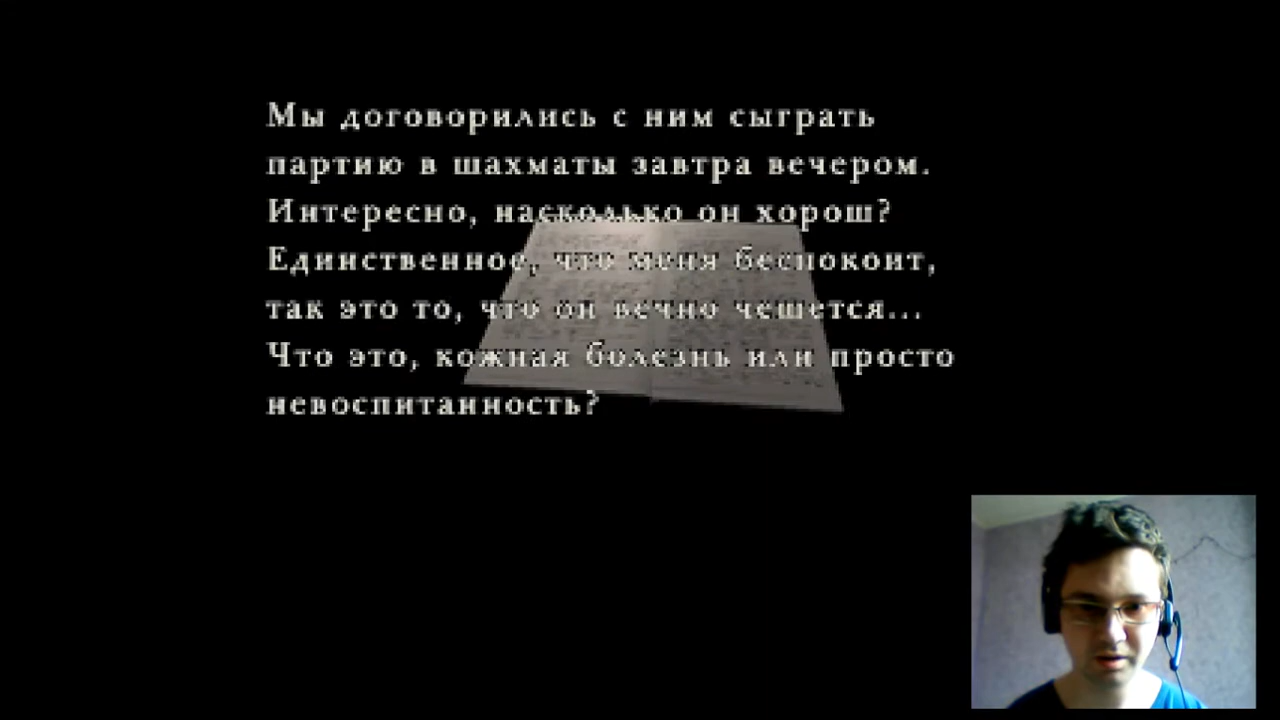 Мы договорились с ним сыграть
партию в шахматы завтра вечером.
Интересно, насколько он хорош?
Единственное, что меня беспокоит,
так это то, что он вечно чешется...
Что это, кожная болезнь или просто
невоспитанность?